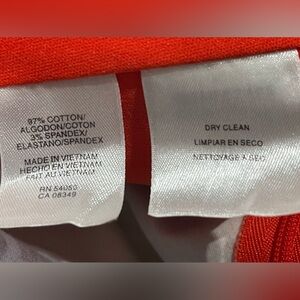 97% COTTON/
ALGODON/COTON
3% SPANDEX/
ELASTANO/SPANDEX
MADE IN VIETNAM
HECHO EN VIETNAM
FAIT AU VIETNAM
RN 54050
CA 08349
DRY CLEAN
LIMPIAR EN SECO
NETTOYAGE A SEC